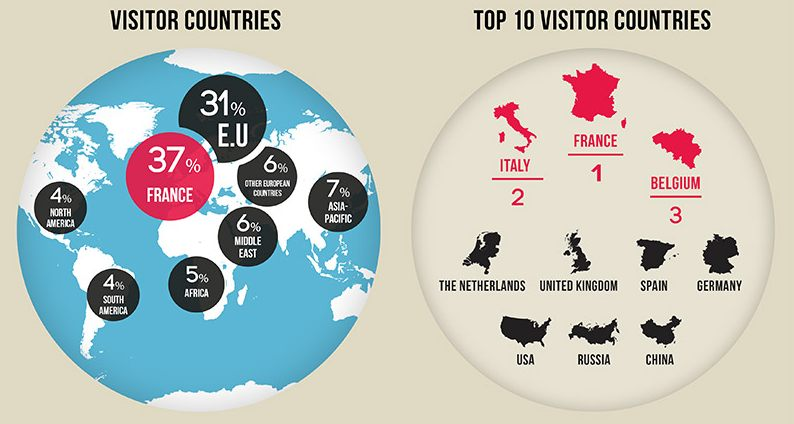 VISITOR COUNTRIES
31%
E.U
37%
FRANCE
6%
OTHER EUROPEAN
COUNTRIES
7%
ASIA-
PACIFIC
4%
NORTH
AMERICA
6%
MIDDLE
EAST
5%
AFRICA
4%
SOUTH
AMERICA
TOP 10 VISITOR COUNTRIES
FRANCE
1
ITALY
2
BELGIUM
3
THE NETHERLANDS
UNITED KINGDOM
SPAIN
GERMANY
USA
RUSSIA
CHINA